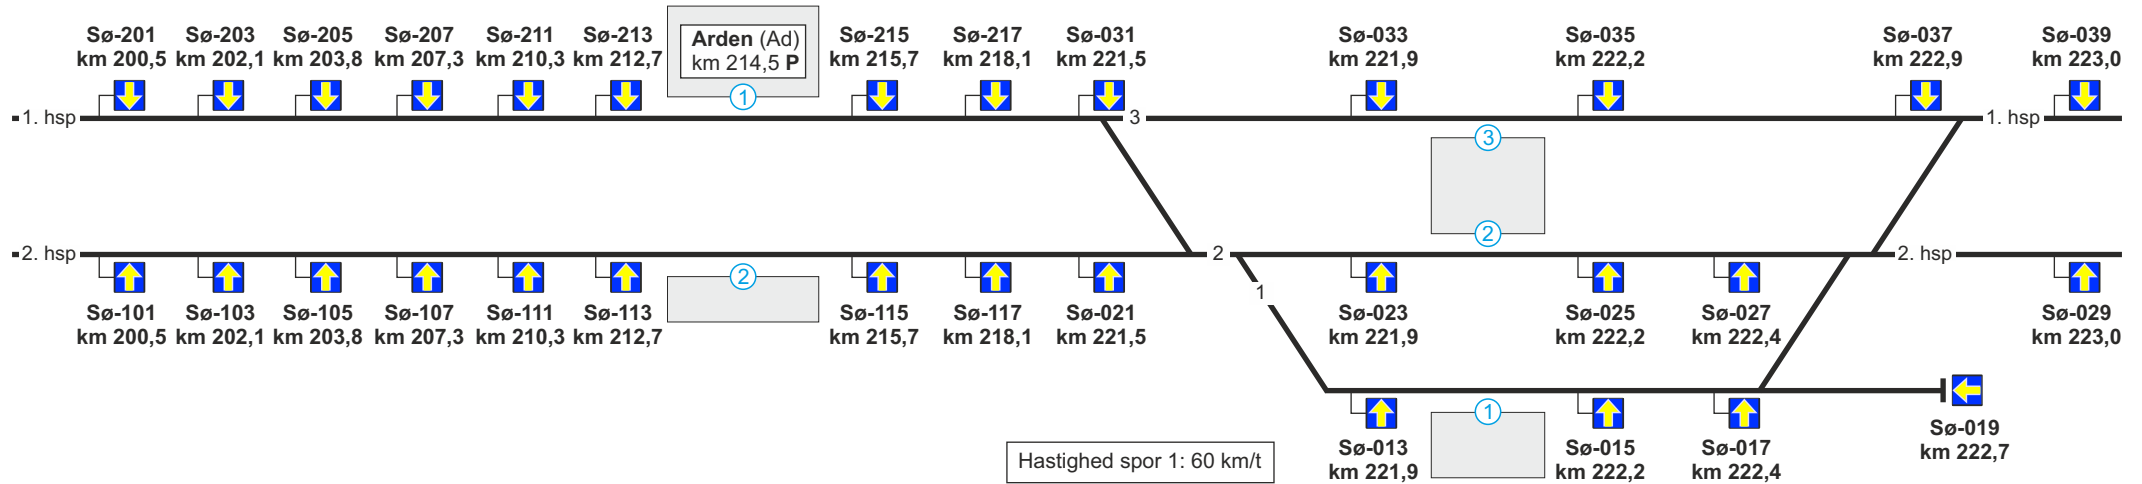 Sø-201
km 200,5
Sø-203
km 202,1
Sø-205
km 203,8
Sø-207
km 207,3
Sø-211
km 210,3
Sø-213
km 212,7
Arden (Ad)
km 214,5 P
1
Sø-215
km 215,7
Sø-217
km 218,1
Sø-031
km 221,5
Sø-033
km 221,9
Sø-035
km 222,2
Sø-037
km 222,9
Sø-039
km 223,0
1. hsp
3
1. hsp
3
2
2. hsp
2
2. hsp
2
1
Sø-101
km 200,5
Sø-103
km 202,1
Sø-105
km 203,8
Sø-107
km 207,3
Sø-111
km 210,3
Sø-113
km 212,7
Sø-115
km 215,7
Sø-117
km 218,1
Sø-021
km 221,5
Sø-023
km 221,9
Sø-025
km 222,2
Sø-027
km 222,4
Sø-029
km 223,0
1
Sø-013
km 221,9
Sø-015
km 222,2
Sø-017
km 222,4
Sø-019
km 222,7
Hastighed spor 1: 60 km/t